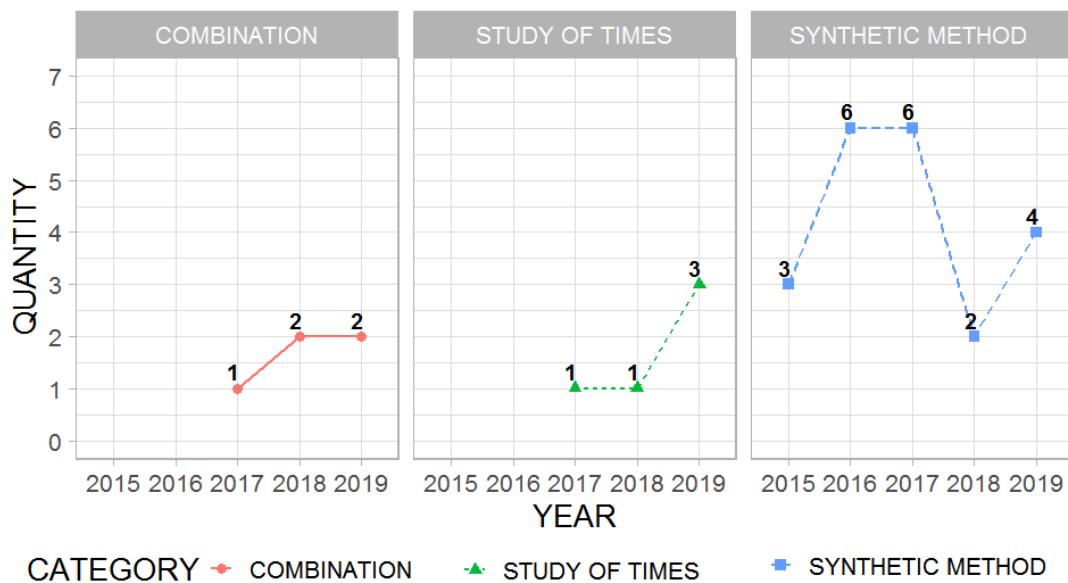 COMBINATION
STUDY OF TIMES
SYNTHETIC METHOD
QUANTITY
7
6
5
4
3
2
1
0
1
2
2
1
1
3
3
6
6
2
4
2015 2016 2017 2018 2019
2015 2016 2017 2018 2019
2015 2016 2017 2018 2019
YEAR
CATEGORY COMBINATION STUDY OF TIMES SYNTHETIC METHOD